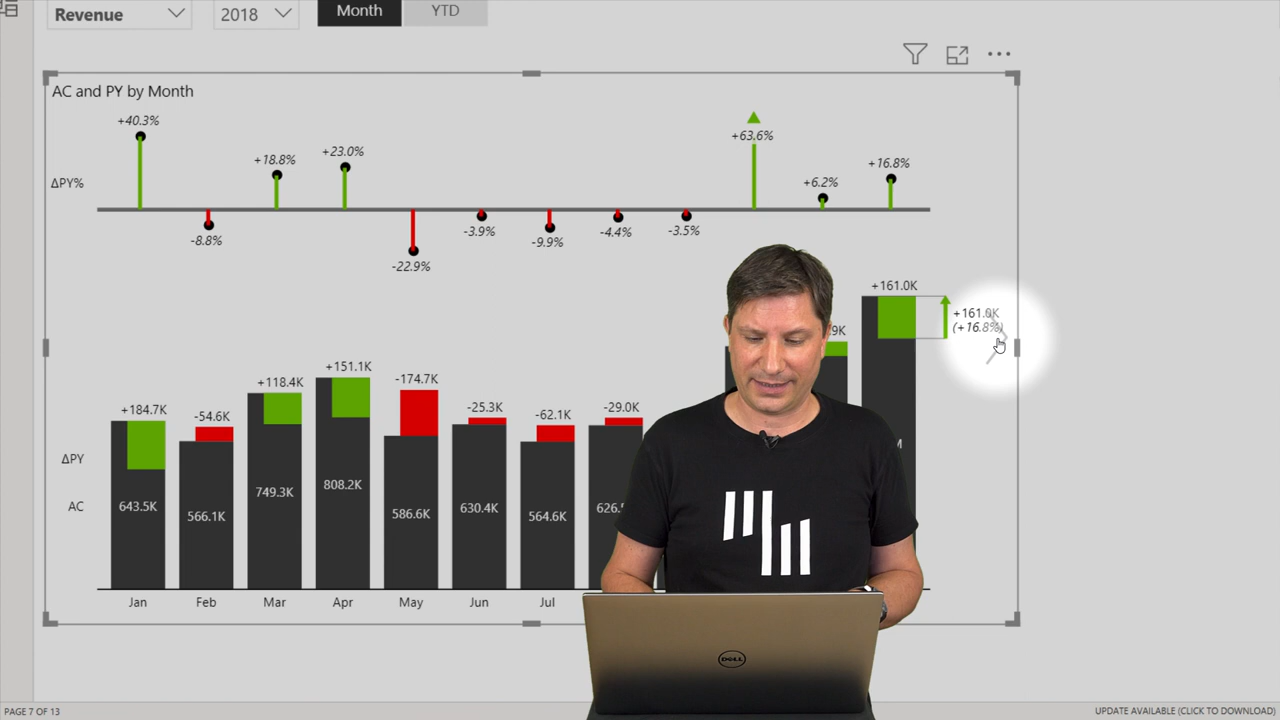 Revenue
2018
Month
YTD
AC and PY by Month
+40.3%
-8.8%
+18.8%
+23.0%
-22.9%
-3.9%
-9.9%
-4.4%
-3.5%
+63.6%
+6.2%
+16.8%
ΔPY%
+184.7K
-54.6K
+118.4K
+151.1K
-174.7K
-25.3K
-62.1K
-29.0K
+161.0K
+161.0K
(+16.8%)
ΔPY
AC
643.5K
566.1K
749.3K
808.2K
586.6K
630.4K
564.6K
Jan
Feb
Mar
Apr
May
Jun
Jul
DELL
PAGE 7 OF 13
UPDATE AVAILABLE (CLICK TO DOWNLOAD)